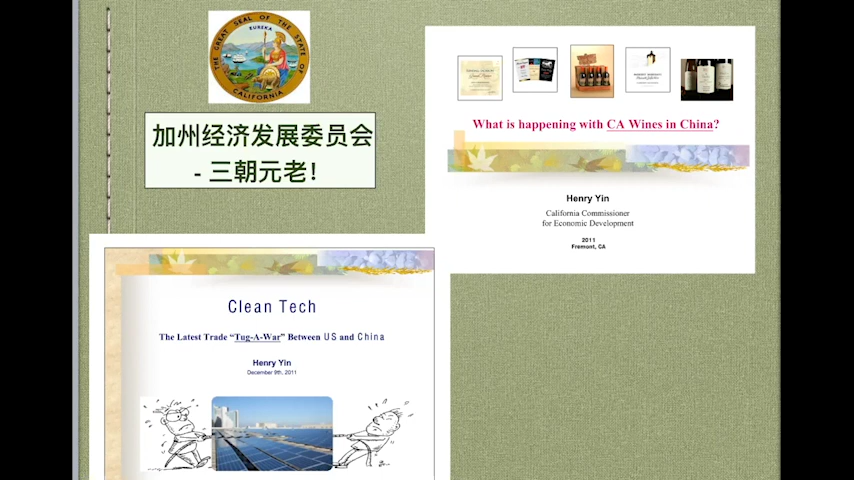 THE GREAT SEAL OF THE STATE OF CALIFORNIA
EUREKA
加州经济发展委员会
- 三朝元老!
What is happening with CA Wines in China?
Henry Yin
California Commissioner
for Economic Development
2011
Fremont, CA
Clean Tech
The Latest Trade “Tug-A-War” Between US and China
Henry Yin
December 9th, 2011